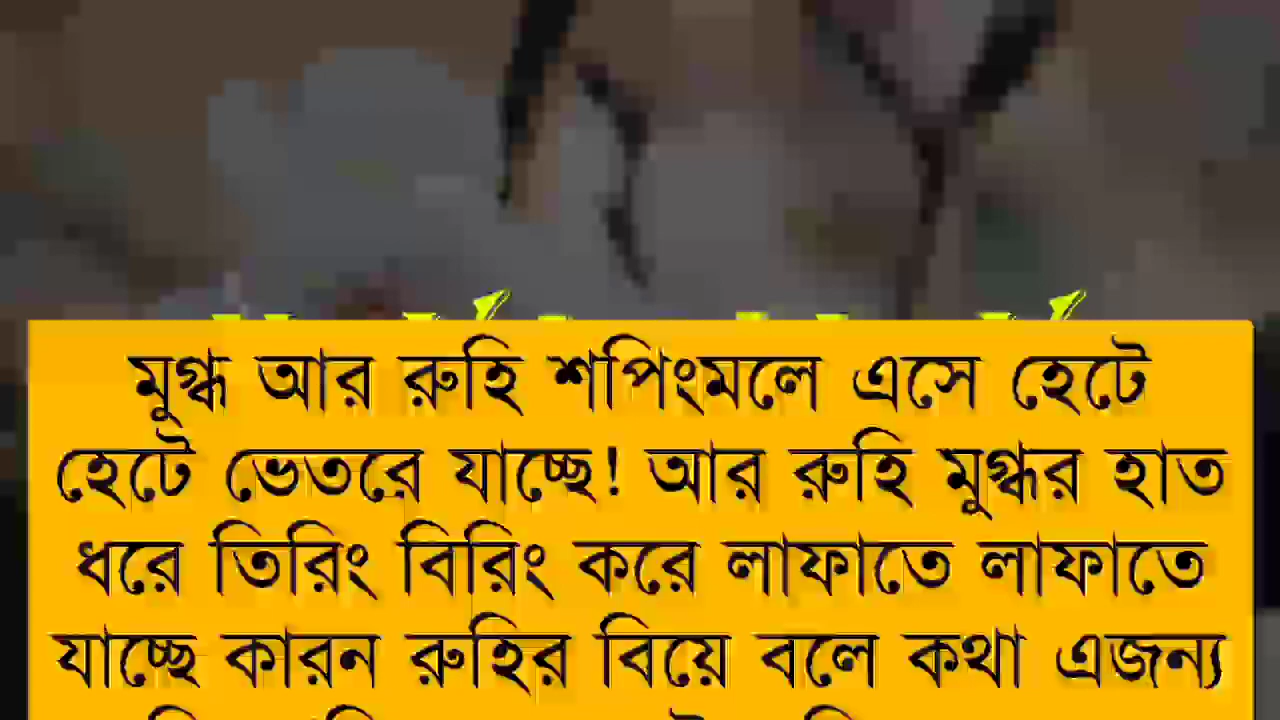 মুগ্ধ আর রুহি শপিংমলে এসে হেটে
হেটে ভেতরে যাচ্ছে! আর রুহি মুগ্ধর হাত
ধরে তিরিং বিরিং করে লাফাতে লাফাতে
যাচ্ছে কারন রুহির বিয়ে বলে কথা এজন্য